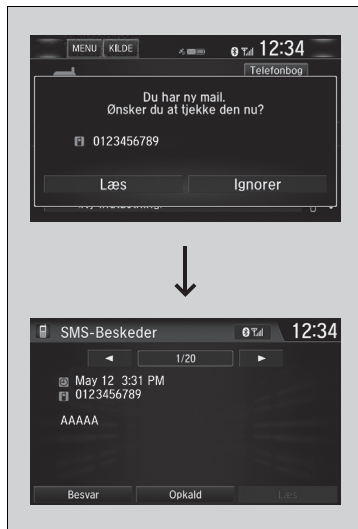 MENU KILDE 12:34
Telefonbog
Du har ny mail.
Ønsker du at tjekke den nu?
0123456789
Læs Ignorer
SMS-Beskeder 12:34
1/20
May 12 3:31 PM
0123456789
AAAAA
Besvar Opkald Læs